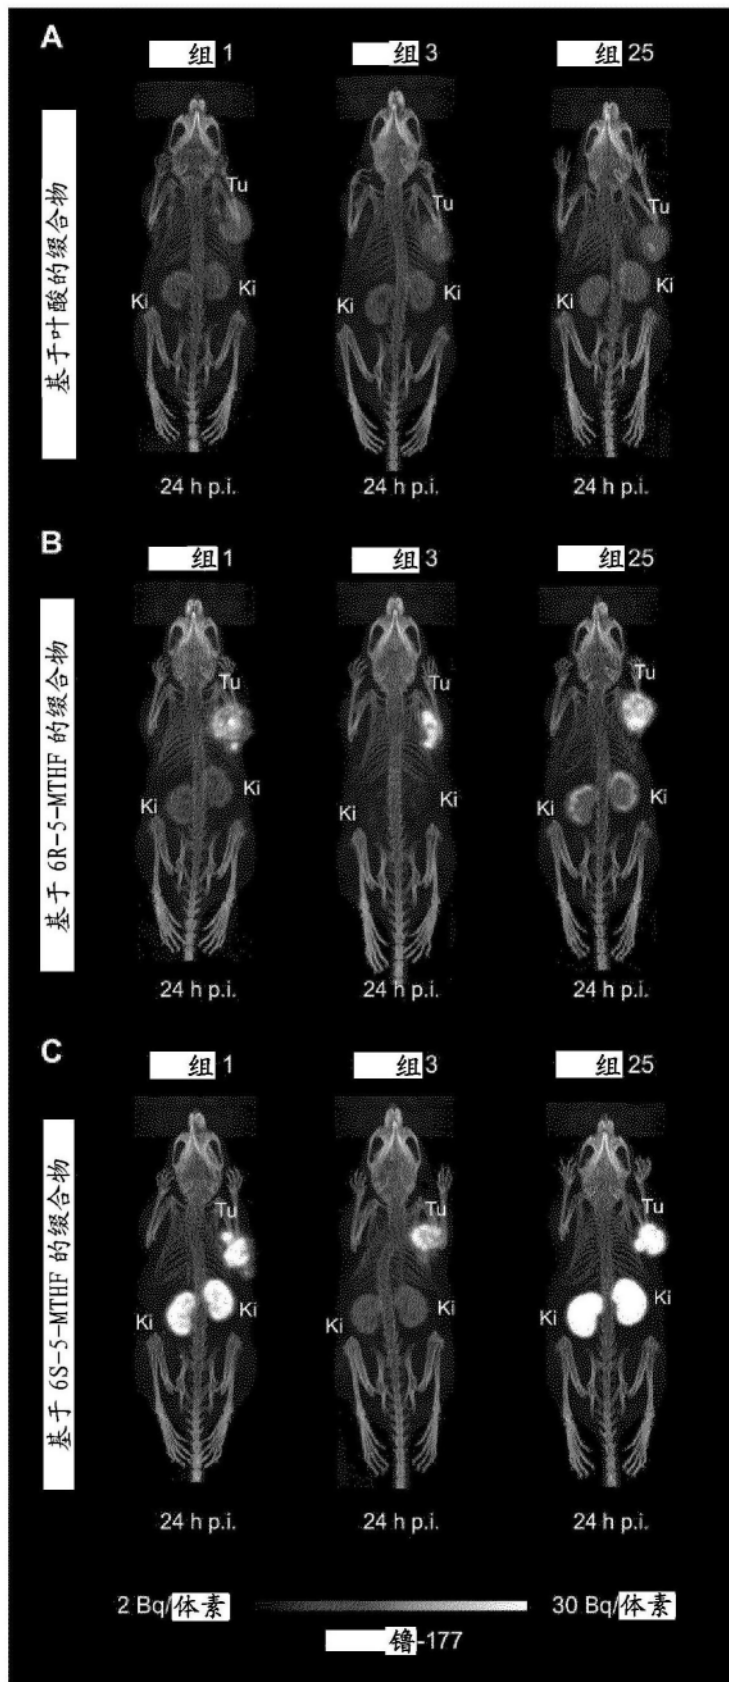 A
组 1
组 3
组 25
基于叶酸的缀合物
Tu
Tu
Tu
Ki
Ki
Ki
Ki
Ki
Ki
24 h p.i.
24 h p.i.
24 h p.i.
B
组 1
组 3
组 25
基于 6R-5-MTHF 的缀合物
Tu
Tu
Tu
Ki
Ki
Ki
Ki
Ki
Ki
24 h p.i.
24 h p.i.
24 h p.i.
C
组 1
组 3
组 25
基于 6S-5-MTHF 的缀合物
Tu
Tu
Tu
Ki
Ki
Ki
Ki
Ki
Ki
24 h p.i.
24 h p.i.
24 h p.i.
2 Bq/体素
30 Bq/体素
镥-177